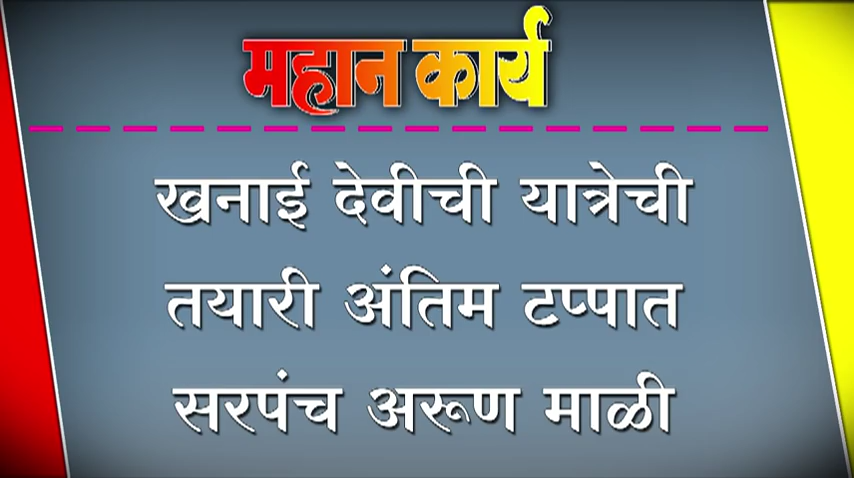 महान कार्य
खनाई देवीची यात्रेची
तयारी अंतिम टप्पात
सरपंच अरूण माळी